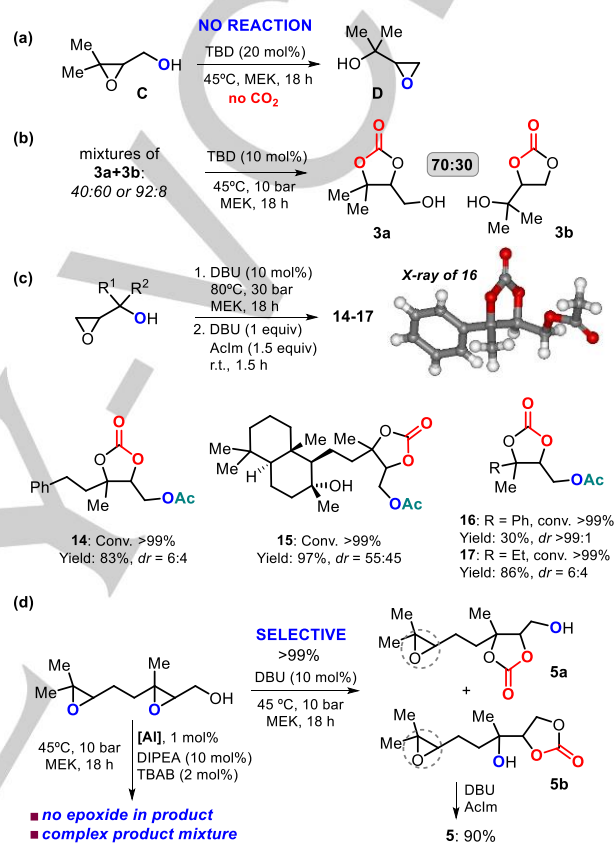 (a)
NO REACTION
Me
Me
O
OH
C
TBD (20 mol%)
45ºC, MEK, 18 h
no CO2
Me
Me
HO
O
D
(b)
mixtures of
3a+3b:
40:60 or 92:8
TBD (10 mol%)
45ºC, 10 bar
MEK, 18 h
O
O
O
Me
Me
OH
3a
70:30
O
O
O
HO
Me
Me
3b
(c)
R1
R2
O
OH
1. DBU (10 mol%)
80ºC, 30 bar
MEK, 18 h
2. DBU (1 equiv)
AcIm (1.5 equiv)
r.t., 1.5 h
14-17
X-ray of 16
O
O
O
Ph
Me
OAc
14: Conv. >99%
Yield: 83%, dr = 6:4
Me
Me
Me
H
OH
Me
Me
O
O
O
OAc
15: Conv. >99%
Yield: 97%, dr = 55:45
O
O
O
R
Me
OAc
16: R = Ph, conv. >99%
Yield: 30%, dr >99:1
17: R = Et, conv. >99%
Yield: 86%, dr = 6:4
(d)
Me
Me
O
Me
O
OH
SELECTIVE
>99%
DBU (10 mol%)
45 ºC, 10 bar
MEK, 18 h
Me
Me
O
Me
OH
O
O
O
5a
+
Me
Me
O
Me
OH
O
O
O
5b
45ºC, 10 bar
MEK, 18 h
[Al], 1 mol%
DIPEA (10 mol%)
TBAB (2 mol%)
no epoxide in product
complex product mixture
DBU
AcIm
5: 90%